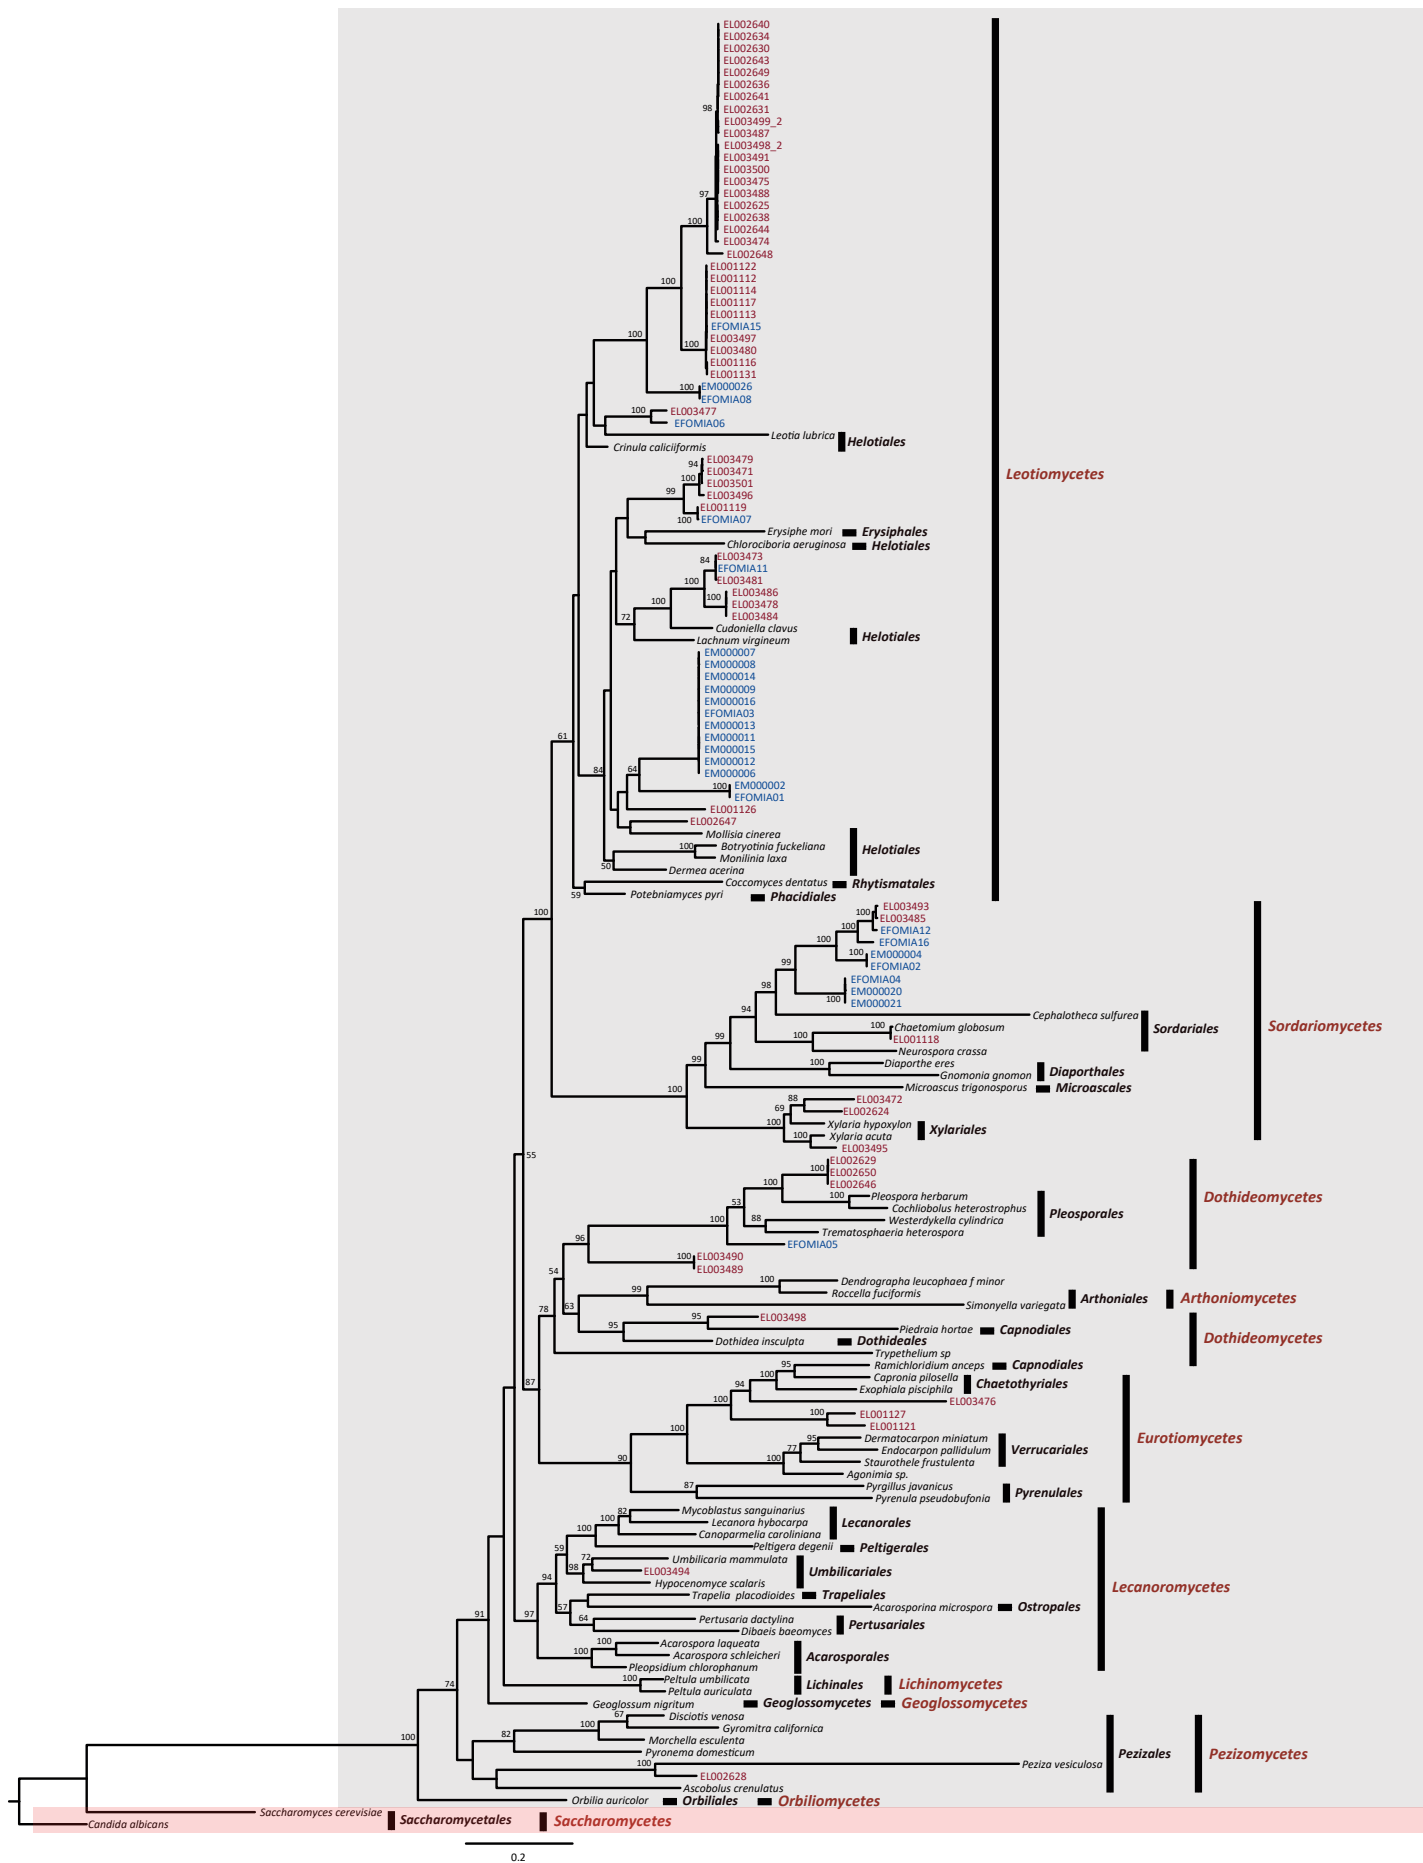 EL002640
EL002634
EL002630
EL002643
EL002649
EL002636
EL002641
98
EL002631
EL003499_2
EL003487
EL003498_2
EL003491
EL003500
EL003475
97
EL003488
EL002625
EL002638
100
EL002644
EL003474
EL002648
EL001122
EL001112
100
EL001114
EL001117
EL001113
EFOMIA15
100
EL003497
100
EL003480
EL001116
EL001131
100
EM000026
EFOMIA08
100
EL003477
EFOMIA06
Leotia lubrica
Helotiales
Crinula caliciiformis
EL003479
94
EL003471
Leotiomycetes
100
EL003501
99
EL003496
EL001119
100
EFOMIA07
Erysiphe mori
Erysiphales
Chlorociboria aeruginosa
Helotiales
EL003473
84
EFOMIA11
100
EL003481
EL003486
100
100
EL003478
72
EL003484
Cudoniella clavus
Helotiales
Lachnum virgineum
EM000007
EM000008
EM000014
EM000009
EM000016
EFOMIA03
EM000013
61
EM000011
EM000015
EM000012
84
64
EM000006
100
EM000002
EFOMIA01
EL001126
EL002647
Mollisia cinerea
100
Botryotinia fuckeliana
Helotiales
Monilinia laxa
50
Dermea acerina
Coccomyces dentatus
Rhytismatales
59
Potebniamyces pyri
Phacidiales
EL003493
100
100
EL003485
100
EFOMIA12
100
EFOMIA16
100
EM000004
99
EFOMIA02
98
EFOMIA04
EM000020
100
EM000021
94
Cephalotheca sulfurea
100
Chaetomium globosum
Sordariales
Sordariomycetes
99
100
EL001118
Neurospora crassa
99
Diaporthe eres
Diaporthales
Gnomonia gnomon
100
Microascus trigonosporus
Microascales
88
EL003472
69
EL002624
100
Xylaria hypoxylon
Xylariales
100
Xylaria acuta
EL003495
55
EL002629
100
EL002650
100
EL002646
100
Pleospora herbarum
Dothideomycetes
53
Cochliobolus heterostrophus
Pleosporales
100
88
Westerdykella cylindrica
Trematosphaeria heterospora
96
EFOMIA05
100
EL003490
54
EL003489
100
Dendrographa leucophaea f minor
99
Roccella fuciformis
Arthoniales
Arthoniomycetes
78
63
Simonyella variegata
95
95
EL003498
Piedraia hortae
Capnodiales
Dothideomycetes
Dothidea insculpta
Dothideales
Trypethelium sp
95
Ramichloridium anceps
Capnodiales
87
100
Capronia pilosella
Chaetothyriales
94
Exophiala pisciphila
100
EL003476
100
EL001127
100
EL001121
Eurotiomycetes
95
Dermatocarpon miniatum
77
Endocarpon pallidulum
Verrucariales
90
100
Staurothele frustulenta
Agonimia sp.
87
Pyrgillus javanicus
Pyrenulales
Pyrenula pseudobufonia
82
Mycoblastus sanguinarius
100
Lecanora hybocarpa
Lecanorales
100
Canoparmelia caroliniana
59
Peltigera degenii
Peltigerales
72
Umbilicaria mammulata
98
EL003494
Umbilicariales
94
Hypocenomyce scalaris
Lecanoromycetes
Trapelia placodioides
Trapeliales
57
Acarosporina microspora
Ostropales
91
97
64
Pertusaria dactylina
Pertusariales
Dibaeis baeomyces
100
Acarospora laqueata
100
Acarospora schleicheri
Acarosporales
Pleopsidium chlorophanum
74
100
Peltula umbilicata
Lichinales
Lichinomycetes
Peltula auriculata
Geoglossum nigritum
Geoglossomycetes
Geoglossomycetes
67
Disciotis venosa
82
100
Gyromitra californica
100
Morchella esculenta
Pyronema domesticum
Pezizales
Pezizomycetes
100
Peziza vesiculosa
EL002628
Ascobolus crenulatus
Orbilia auricolor
Orbiliales
Orbiliomycetes
Saccharomyces cerevisiae
Saccharomycetales
Saccharomycetes
Candida albicans
0.2